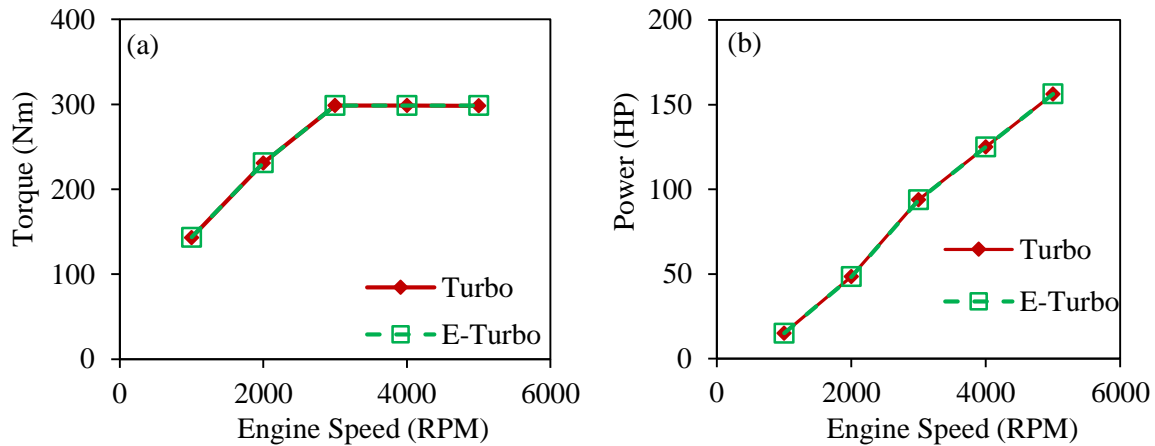 (a)
Torque (Nm)
400
300
200
100
0
0 2000 4000 6000
Engine Speed (RPM)
Turbo
E-Turbo
(b)
Power (HP)
200
150
100
50
0
0 2000 4000 6000
Engine Speed (RPM)
Turbo
E-Turbo